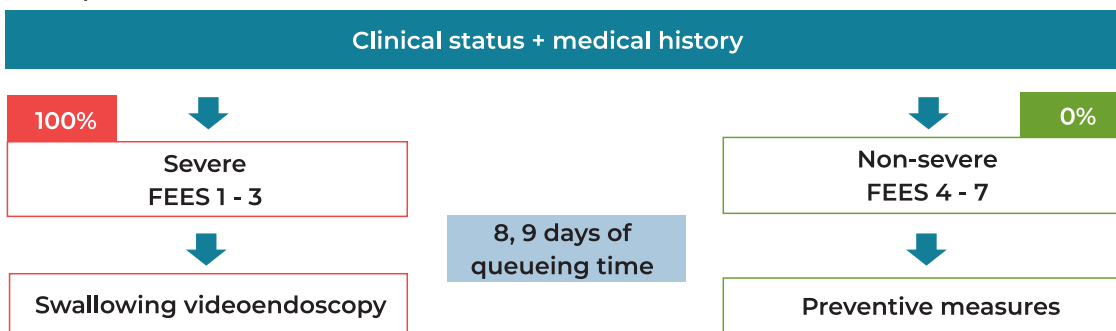 Clinical status + medical history
100%
0%
Severe
FEES 1 - 3
Non-severe
FEES 4 - 7
8, 9 days of
queueing time
Swallowing videoendoscopy
Preventive measures